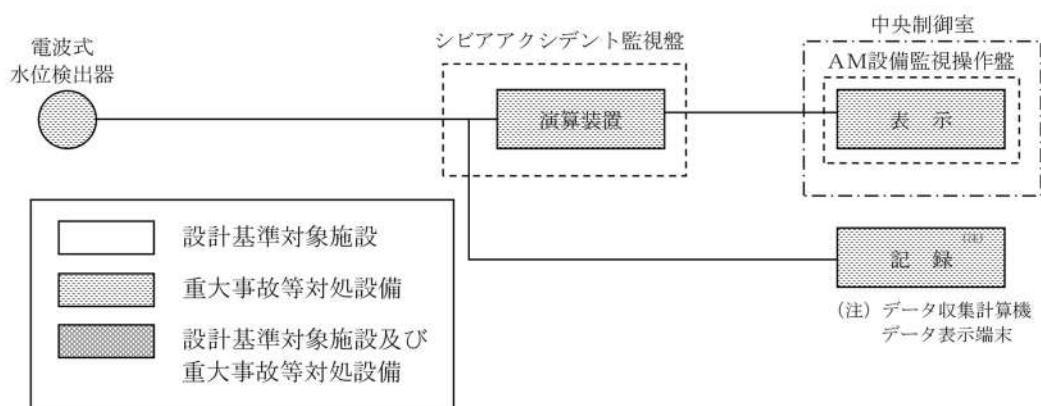 電波式
水位検出器
シビアアクシデント監視盤
演算装置
中央制御室
AM設備監視操作盤
表 示
記 録 (注)
(注) データ収集計算機
データ表示端末
設計基準対象施設
重大事故等対処設備
設計基準対象施設及び
重大事故等対処設備